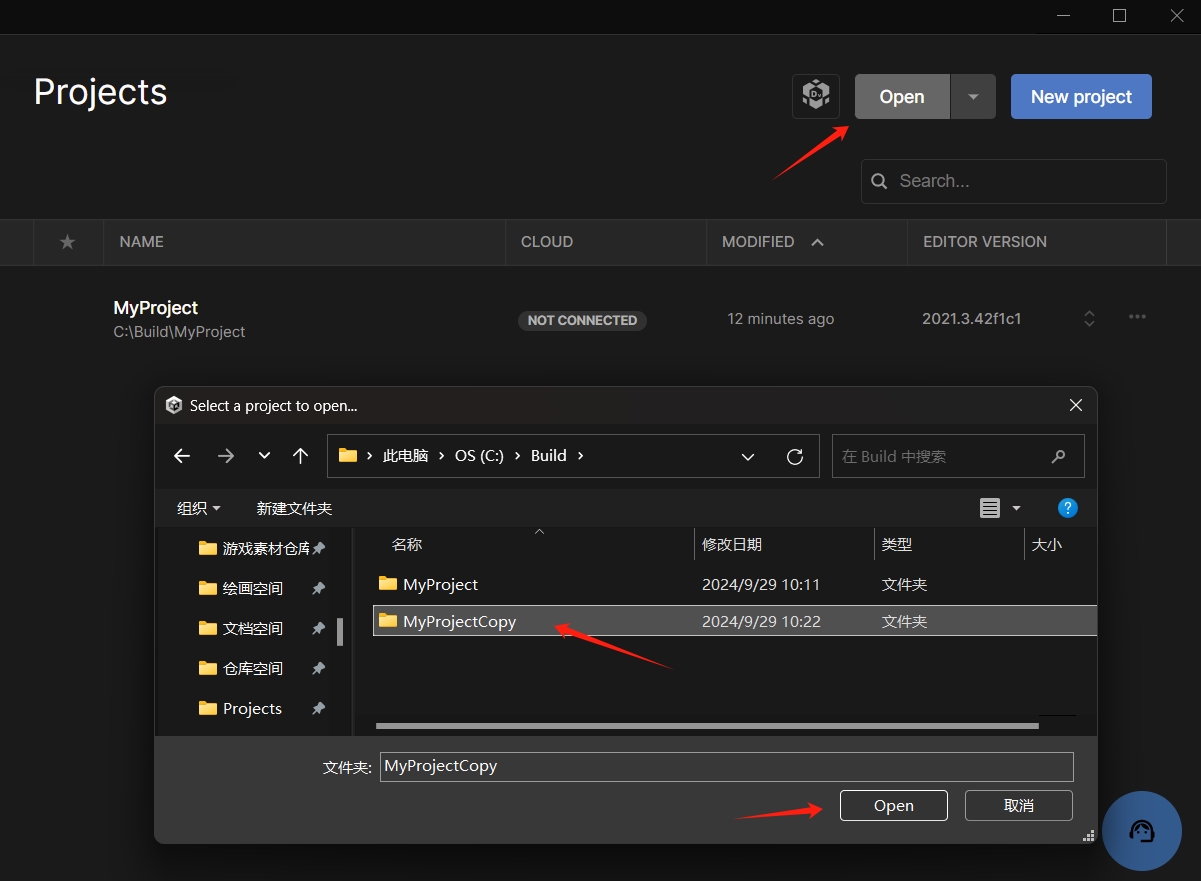 Projects
Open
New project
Search...
NAME
CLOUD
MODIFIED
EDITOR VERSION
MyProject
C:\Build\MyProject
NOT CONNECTED
12 minutes ago
2021.3.42f1c1
Select a project to open...
此电脑
OS (C:)
Build
在 Build 中搜索
组织
新建文件夹
名称
修改日期
类型
大小
游戏素材仓库
绘画空间
文档空间
仓库空间
Projects
MyProject
2024/9/29 10:11
文件夹
MyProjectCopy
2024/9/29 10:22
文件夹
文件夹:
MyProjectCopy
Open
取消